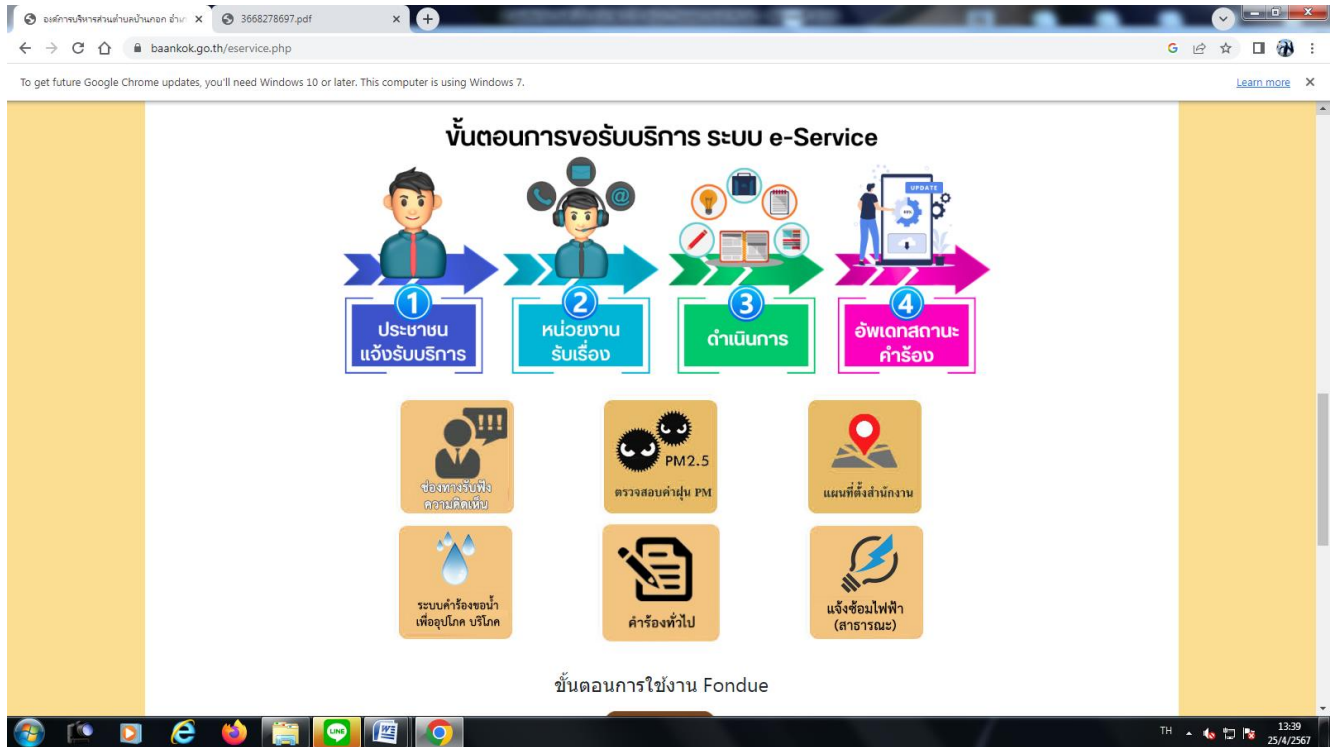 องค์การบริหารส่วนตำบลบ้านกอก อำเภ
3668278697.pdf
baankok.go.th/eservice.php
To get future Google Chrome updates, you'll need Windows 10 or later. This computer is using Windows 7.
Learn more
ขั้นตอนการขอรับบริการ ระบบ e-Service
UPDATE
1
ประชาชน
แจ้งรับบริการ
2
หน่วยงาน
รับเรื่อง
3
ดำเนินการ
4
อัพเดทสถานะ
คำร้อง
!!!
ช่องทางรับฟัง
ความคิดเห็น
PM2.5
ตรวจสอบค่าฝุ่น PM
แผนที่ตั้งสำนักงาน
ระบบคำร้องขอน้ำ
เพื่ออุปโภค บริโภค
คำร้องทั่วไป
แจ้งซ้อมไฟฟ้า
(สาธารณะ)
ขั้นตอนการใช้งาน Fondue
LINE
TH
13:39
25/4/2567